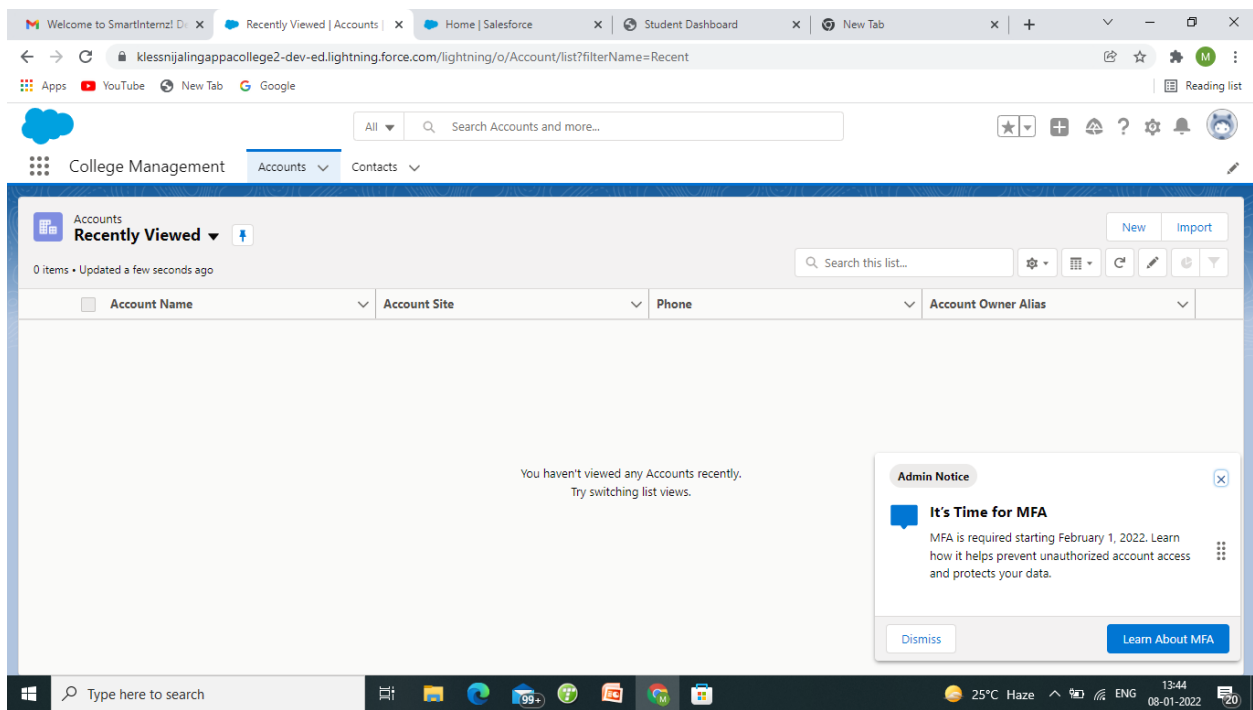 Welcome to SmartInternz! De
Recently Viewed | Accounts |
Home | Salesforce
Student Dashboard
New Tab
klessnijalingappacollege2-dev-ed.lightning.force.com/lightning/o/Account/list?filterName=Recent
M
Apps
YouTube
New Tab
Google
Reading list
All
Search Accounts and more...
College Management
Accounts
Contacts
Accounts
Recently Viewed
New
Import
0 items • Updated a few seconds ago
Search this list...
Account Name
Account Site
Phone
Account Owner Alias
You haven't viewed any Accounts recently.
Try switching list views.
Admin Notice
It's Time for MFA
MFA is required starting February 1, 2022. Learn
how it helps prevent unauthorized account access
and protects your data.
Dismiss
Learn About MFA
Type here to search
99+
25°C Haze
ENG
13:44
08-01-2022
20